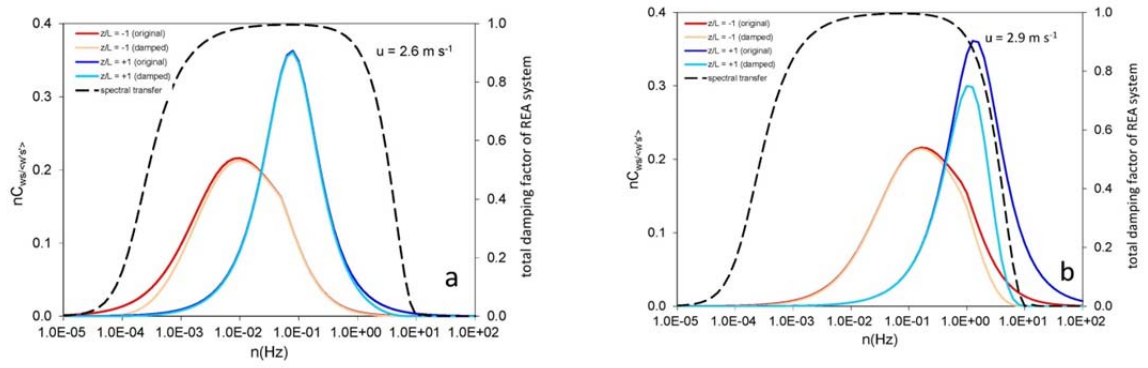 0.4
0.3
0.2
0.1
0.0
nCws/<w's'>
z/L = -1 (original)
z/L = -1 (damped)
z/L = +1 (original)
z/L = +1 (damped)
spectral transfer
u = 2.6 m s-1
a
1.0
0.8
0.6
0.4
0.2
0.0
total damping factor of REA system
1.0E-05 1.0E-04 1.0E-03 1.0E-02 1.0E-01 1.0E+00 1.0E+01 1.0E+02
n(Hz)
0.4
0.3
0.2
0.1
0.0
nCws/<w's'>
z/L = -1 (original)
z/L = -1 (damped)
z/L = +1 (original)
z/L = +1 (damped)
spectral transfer
u = 2.9 m s-1
b
1.0
0.8
0.6
0.4
0.2
0.0
total damping factor of REA system
1.0E-05 1.0E-04 1.0E-03 1.0E-02 1.0E-01 1.0E+00 1.0E+01 1.0E+02
n(Hz)